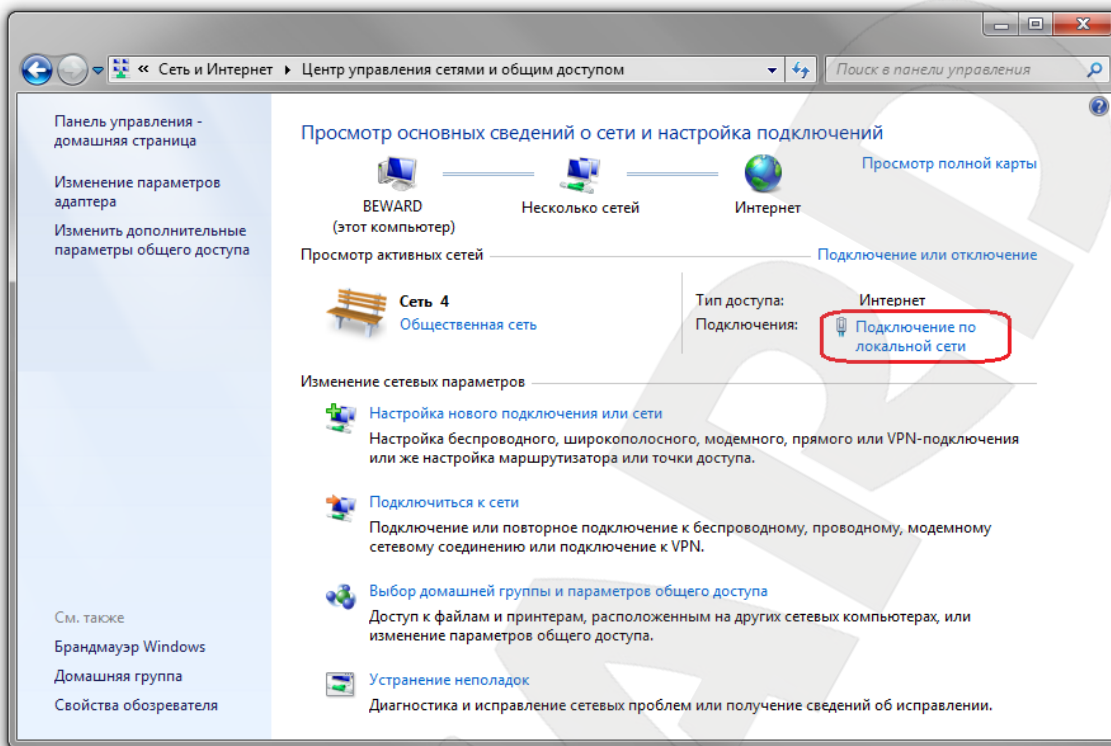 « Сеть и Интернет ▸ Центр управления сетями и общим доступом
Поиск в панели управления
Панель управления -
домашняя страница
Изменение параметров
адаптера
Изменить дополнительные
параметры общего доступа
См. также
Брандмауэр Windows
Домашняя группа
Свойства обозревателя
Просмотр основных сведений о сети и настройка подключений
BEWARD
(этот компьютер)
Несколько сетей
Интернет
Просмотр полной карты
Просмотр активных сетей
Подключение или отключение
Сеть 4
Общественная сеть
Тип доступа:
Интернет
Подключения:
Подключение по
локальной сети
Изменение сетевых параметров
Настройка нового подключения или сети
Настройка беспроводного, широкополосного, модемного, прямого или VPN-подключения
или же настройка маршрутизатора или точки доступа.
Подключиться к сети
Подключение или повторное подключение к беспроводному, проводному, модемному
сетевому соединению или подключение к VPN.
Выбор домашней группы и параметров общего доступа
Доступ к файлам и принтерам, расположенным на других сетевых компьютерах, или
изменение параметров общего доступа.
Устранение неполадок
Диагностика и исправление сетевых проблем или получение сведений об исправлении.